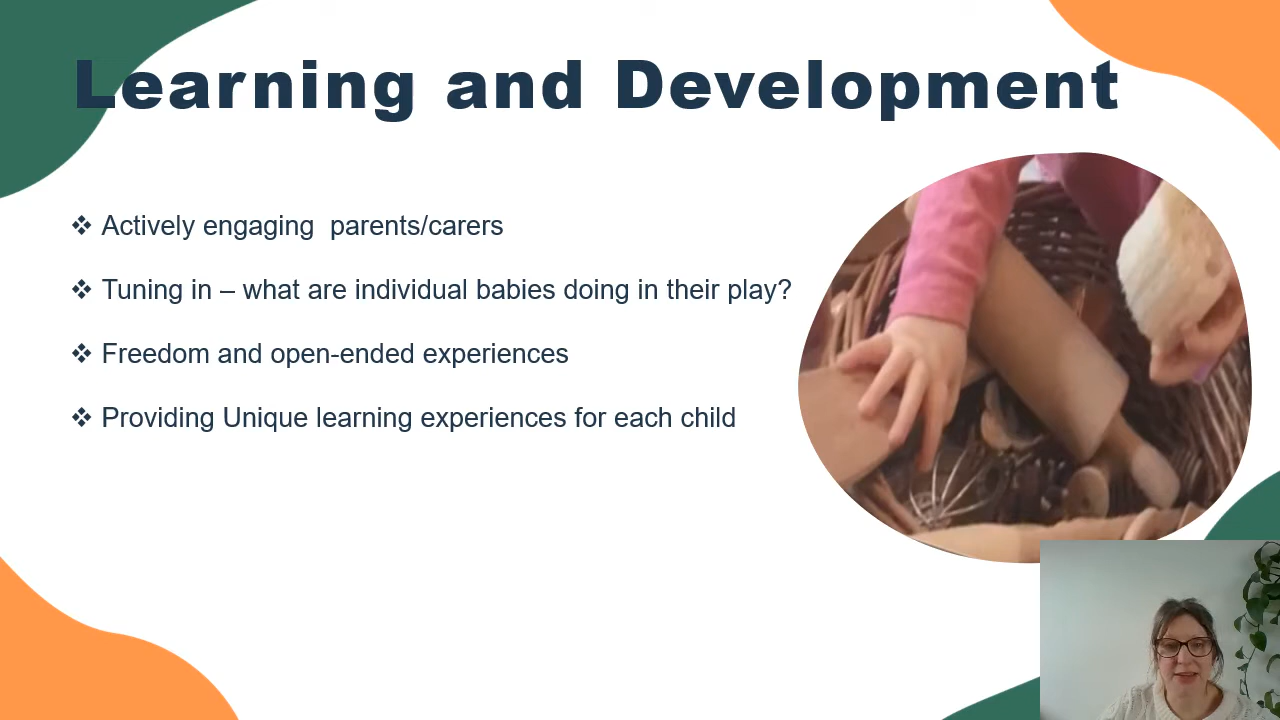 Learning and Development
❖ Actively engaging  parents/carers
❖ Tuning in – what are individual babies doing in their play?
❖ Freedom and open-ended experiences
❖ Providing Unique learning experiences for each child